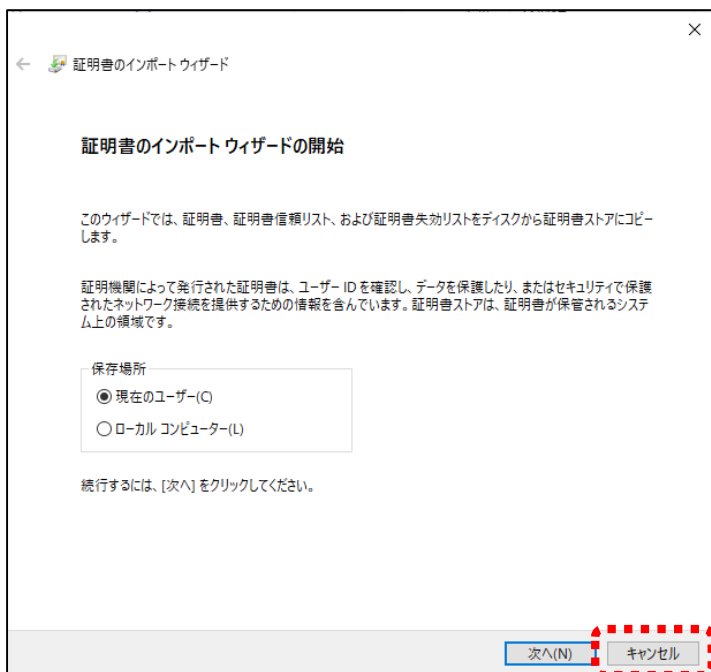 証明書のインポート ウィザード
証明書のインポート ウィザードの開始
このウィザードでは、証明書、証明書信頼リスト、および証明書失効リストをディスクから証明書ストアにコピー
します。
証明機関によって発行された証明書は、ユーザー ID を確認し、データを保護したり、またはセキュリティで保護
されたネットワーク接続を提供するための情報を含んでいます。証明書ストアは、証明書が保管されるシステ
ム上の領域です。
保存場所
現在のユーザー(C)
ローカル コンピューター(L)
続行するには、[次へ] をクリックしてください。
次へ(N)
キャンセル